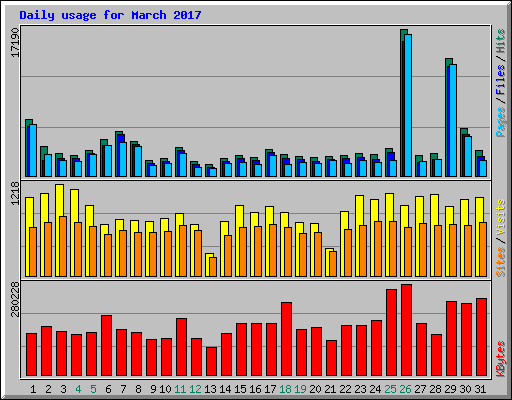 Daily usage for March 2017
17190
Pages / Files / Hits
1218
Sites / Visits
280228
KBytes
1 2 3 4 5 6 7 8 9 10 11 12 13 14 15 16 17 18 19 20 21 22 23 24 25 26 27 28 29 30 31